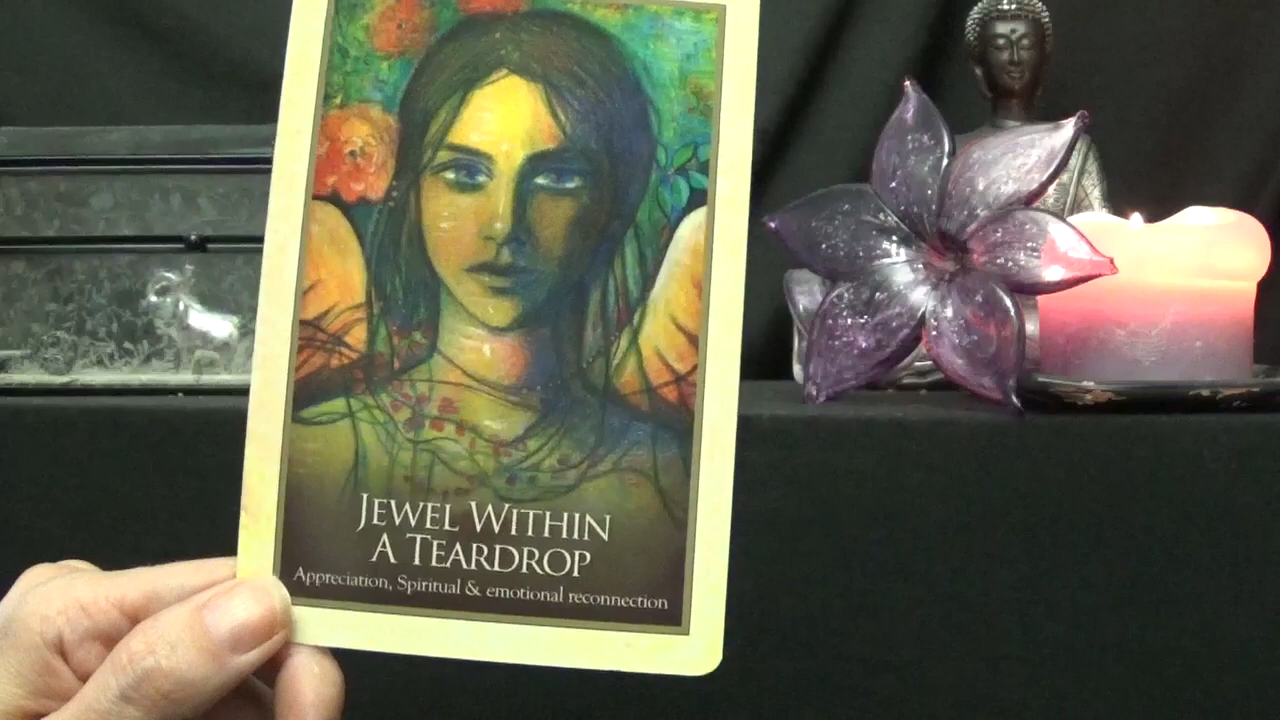 Jewel Within
A Teardrop
Appreciation, Spiritual & emotional reconnection